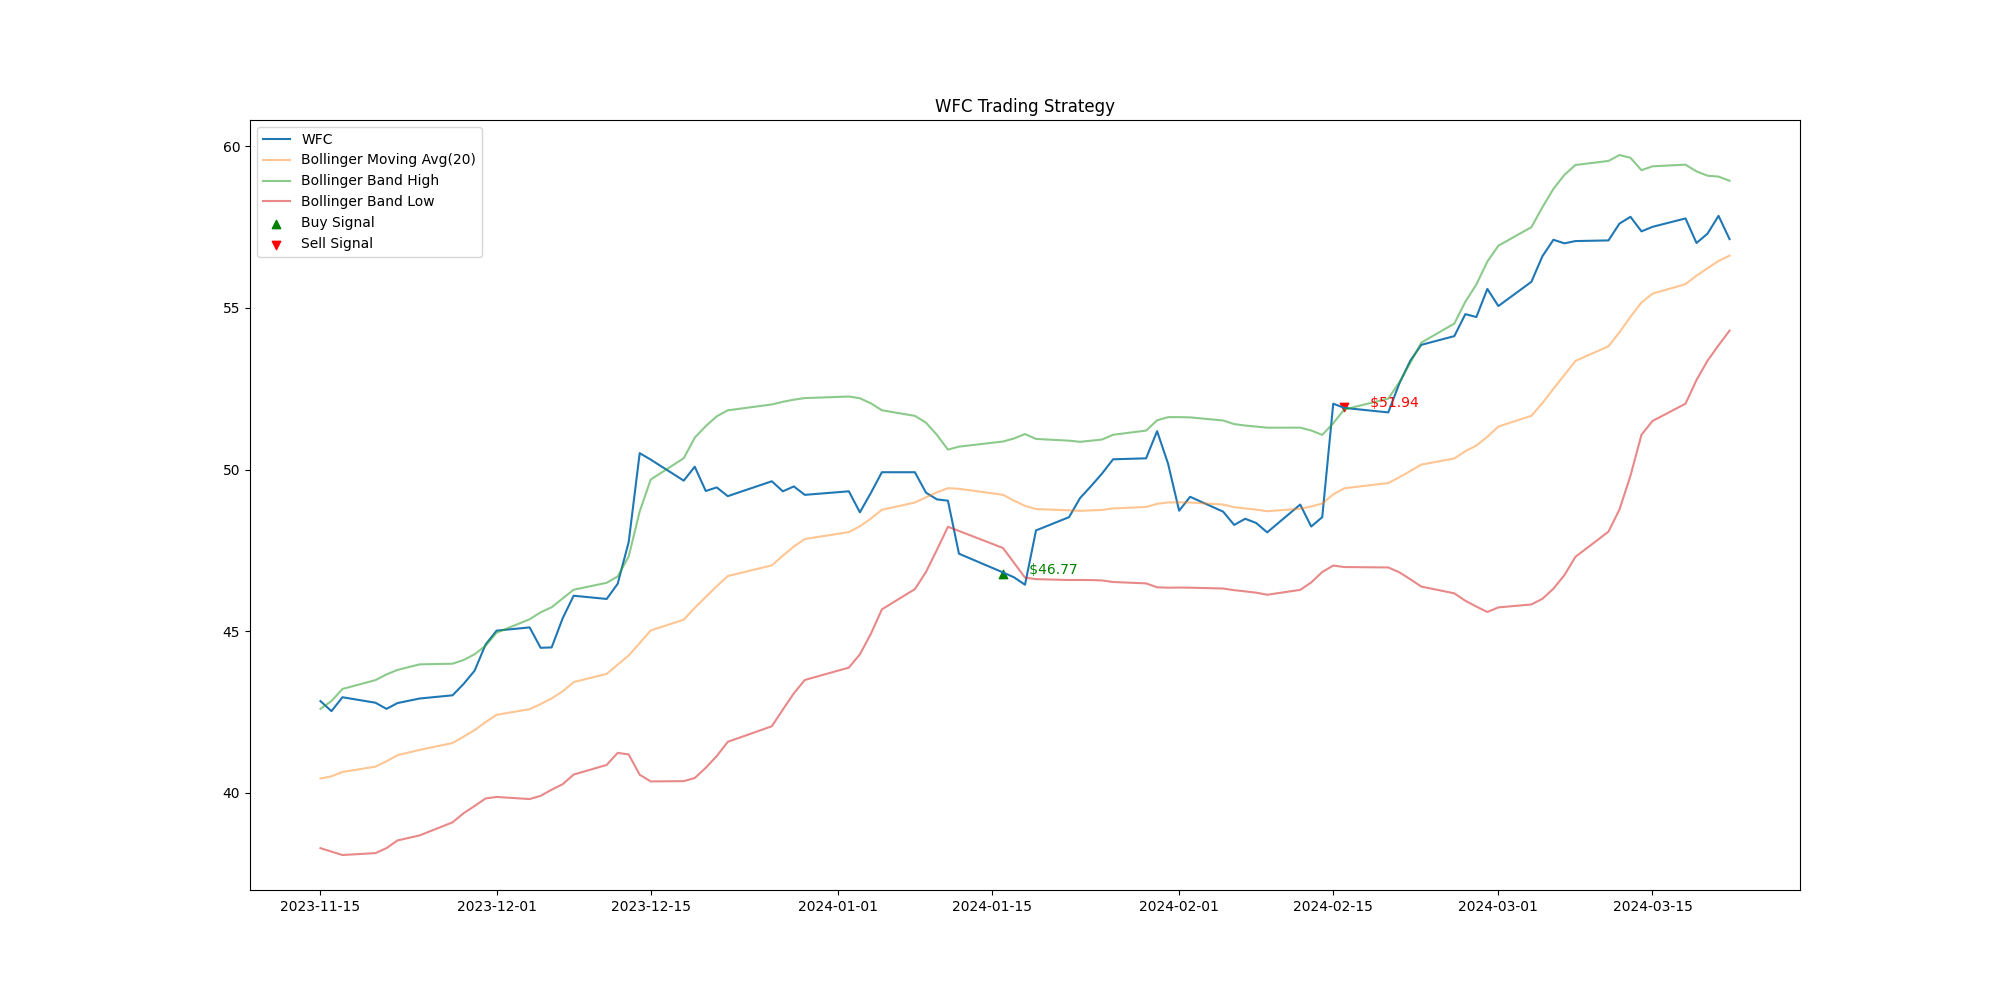 WFC Trading Strategy
WFC
Bollinger Moving Avg(20)
Bollinger Band High
Bollinger Band Low
Buy Signal
Sell Signal
60
55
50
45
40
$51.94
$46.77
2023-11-15 2023-12-01 2023-12-15 2024-01-01 2024-01-15 2024-02-01 2024-02-15 2024-03-01 2024-03-15